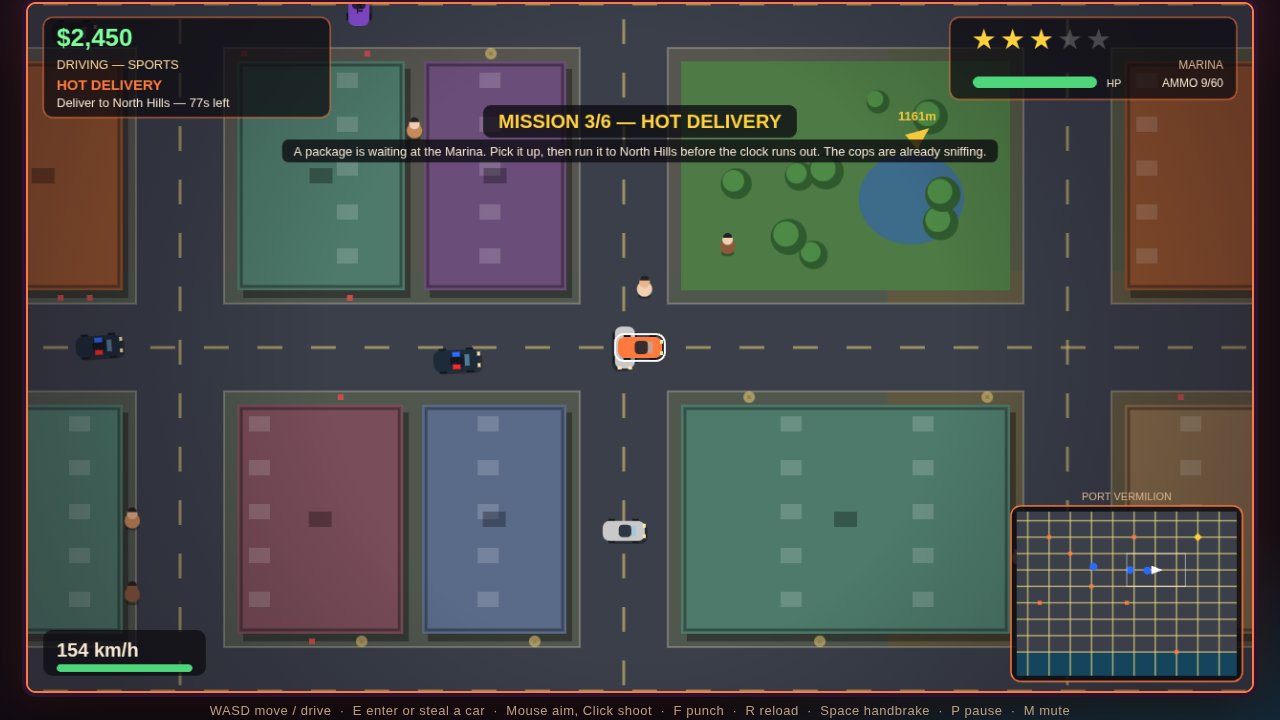 $2,450
DRIVING — SPORTS
HOT DELIVERY
Deliver to North Hills — 77s left
★★★★★
MARINA
HP
AMMO 9/60
MISSION 3/6 — HOT DELIVERY
A package is waiting at the Marina. Pick it up, then run it to North Hills before the clock runs out. The cops are already sniffing.
1161m
PORT VERMILION
154 km/h
WASD move / drive · E enter or steal a car · Mouse aim, Click shoot · F punch · R reload · Space handbrake · P pause · M mute